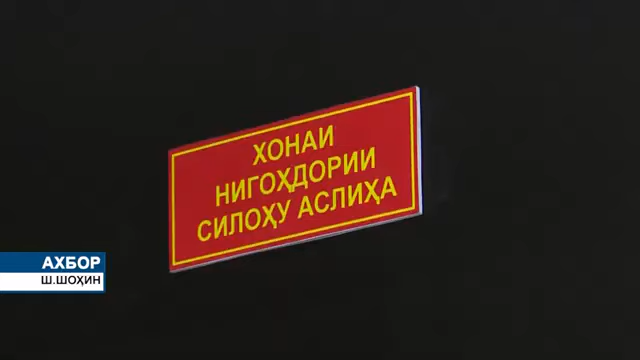 ХОНАИ
НИГОҲДОРИИ
СИЛОҲУ АСЛИҲА
АХБОР
Ш.ШОҲИН